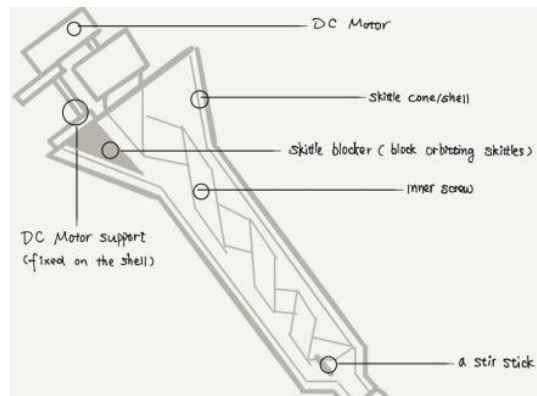 DC Motor
skittle cone/shell
skittle blocker ( block orbitting skittles)
inner screw
DC Motor support
(fixed on the shell)
a stir stick